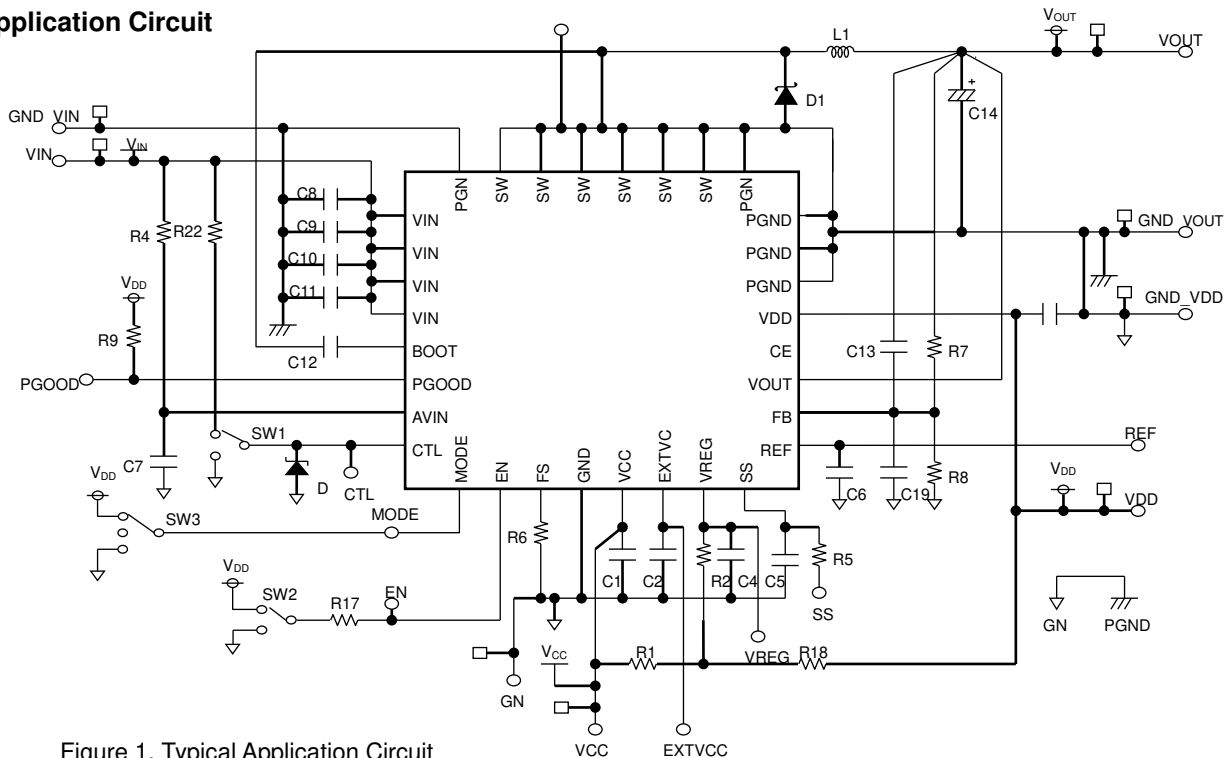 pplication Circuit
L1
VOUT
VOUT
D1
+
C14
GND VIN
VIN
VIN
R4
R22
C8
C9
C10
C11
C12
PGN
SW
SW
SW
SW
SW
SW
PGN
VIN
VIN
VIN
VIN
BOOT
PGOOD
AVIN
CTL
MODE
EN
FS
GND
VCC
EXTVC
VREG
SS
PGND
PGND
PGND
VDD
CE
VOUT
FB
REF
GND_VOUT
GND_VDD
C13
R7
VDD
R9
PGOOD
SW1
C7
D
CTL
REF
C6
C19
R8
VDD
SW3
MODE
R6
C1
C2
R2
C4
C5
R5
SS
VDD
VDD
VDD
SW2
R17
EN
GN
PGND
VCC
R1
VREG
R18
GN
VCC
EXTVCC
Figure 1. Typical Application Circuit